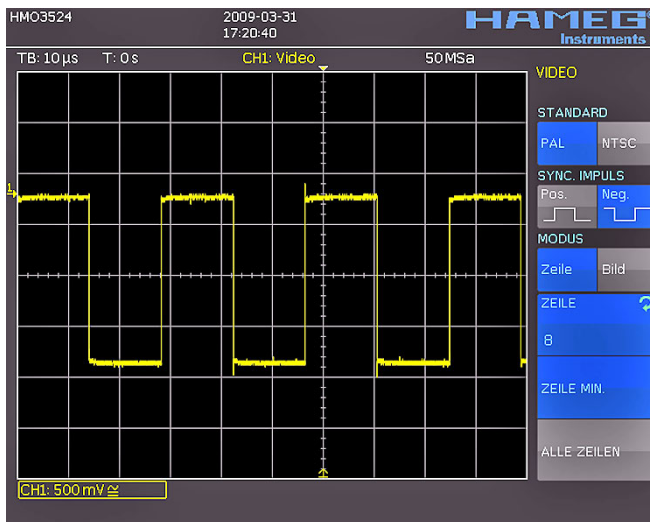 HMO3524
2009-03-31
17:20:40
HAMEG
Instruments
TB: 10 µs T: 0 s CH1: Video 50 MSa
VIDEO
STANDARD
PAL NTSC
SYNC. IMPULS
Pos. Neg.
MODUS
Zeile Bild
ZEILE
8
ZEILE MIN.
ALLE ZEILEN
1
CH1: 500 mV ≅